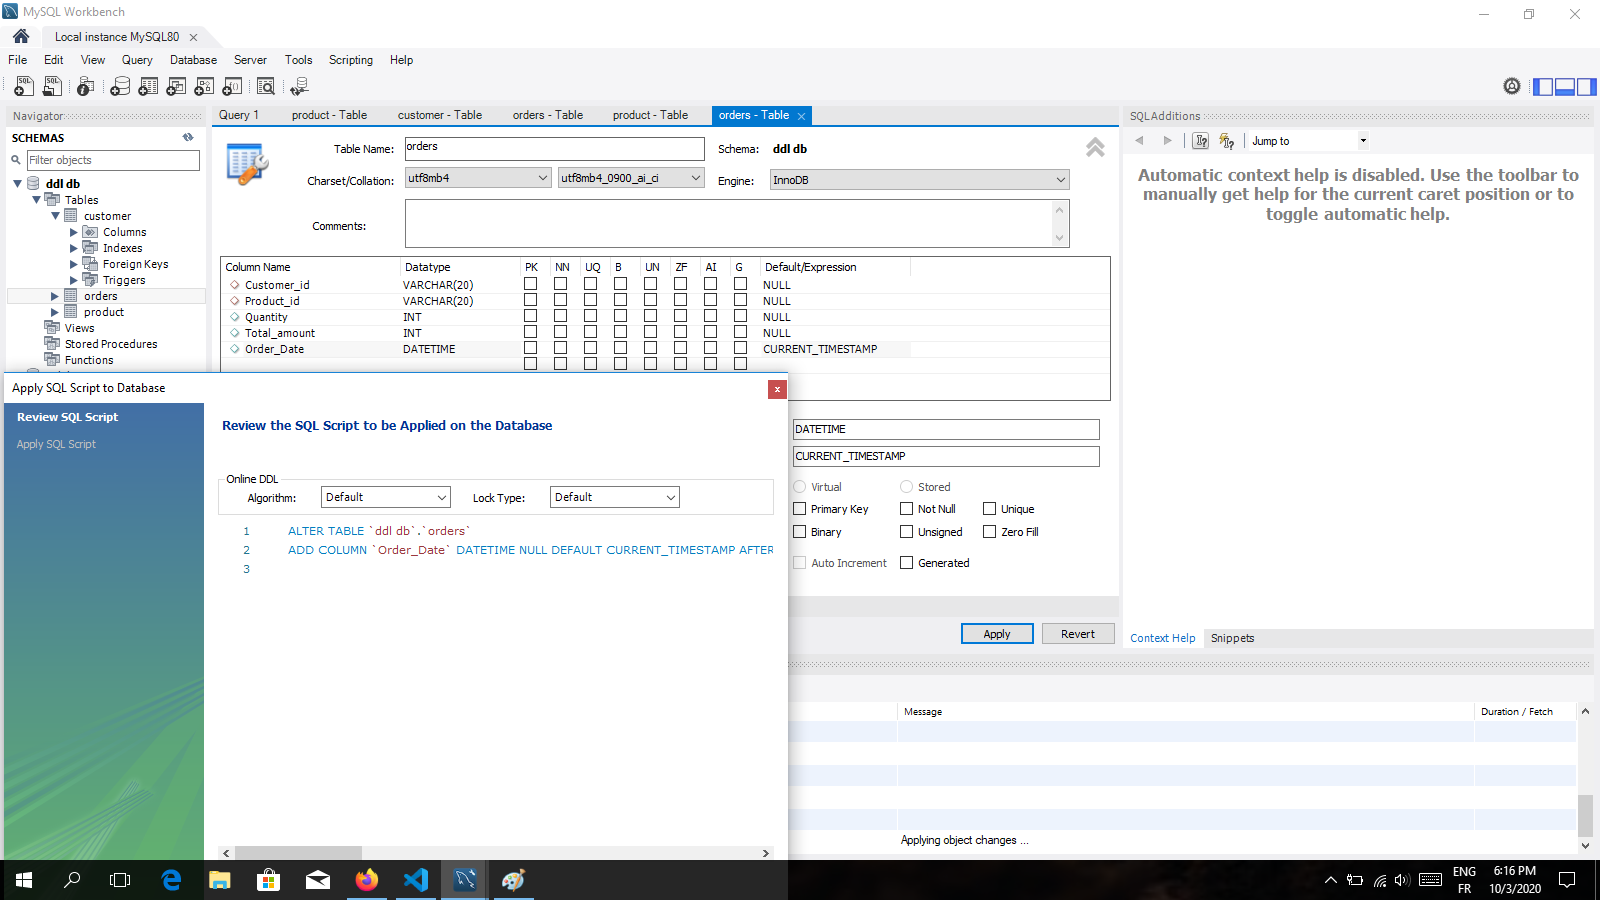 MySQL Workbench
Local instance MySQL80
File Edit View Query Database Server Tools Scripting Help
Navigator
SCHEMAS
Filter objects
ddl db
Tables
customer
Columns
Indexes
Foreign Keys
Triggers
orders
product
Views
Stored Procedures
Functions
Query 1 product - Table customer - Table orders - Table product - Table orders - Table
Table Name: orders Schema: ddl db
Charset/Collation: utf8mb4 utf8mb4_0900_ai_ci Engine: InnoDB
Comments:
Column Name Datatype PK NN UQ B UN ZF AI G Default/Expression
Customer_id VARCHAR(20) NULL
Product_id VARCHAR(20) NULL
Quantity INT NULL
Total_amount INT NULL
Order_Date DATETIME CURRENT_TIMESTAMP
DATETIME
CURRENT_TIMESTAMP
Virtual Stored
Primary Key Not Null Unique
Binary Unsigned Zero Fill
Auto Increment Generated
Apply Revert
SQLAdditions
Jump to
Automatic context help is disabled. Use the toolbar to
manually get help for the current caret position or to
toggle automatic help.
Context Help Snippets
Apply SQL Script to Database
x
Review SQL Script
Apply SQL Script
Review the SQL Script to be Applied on the Database
Online DDL
Algorithm: Default Lock Type: Default
1 ALTER TABLE `ddl db`.`orders`
2 ADD COLUMN `Order_Date` DATETIME NULL DEFAULT CURRENT_TIMESTAMP AFTER
3
Message Duration / Fetch
Applying object changes ...
ENG
FR
6:16 PM
10/3/2020